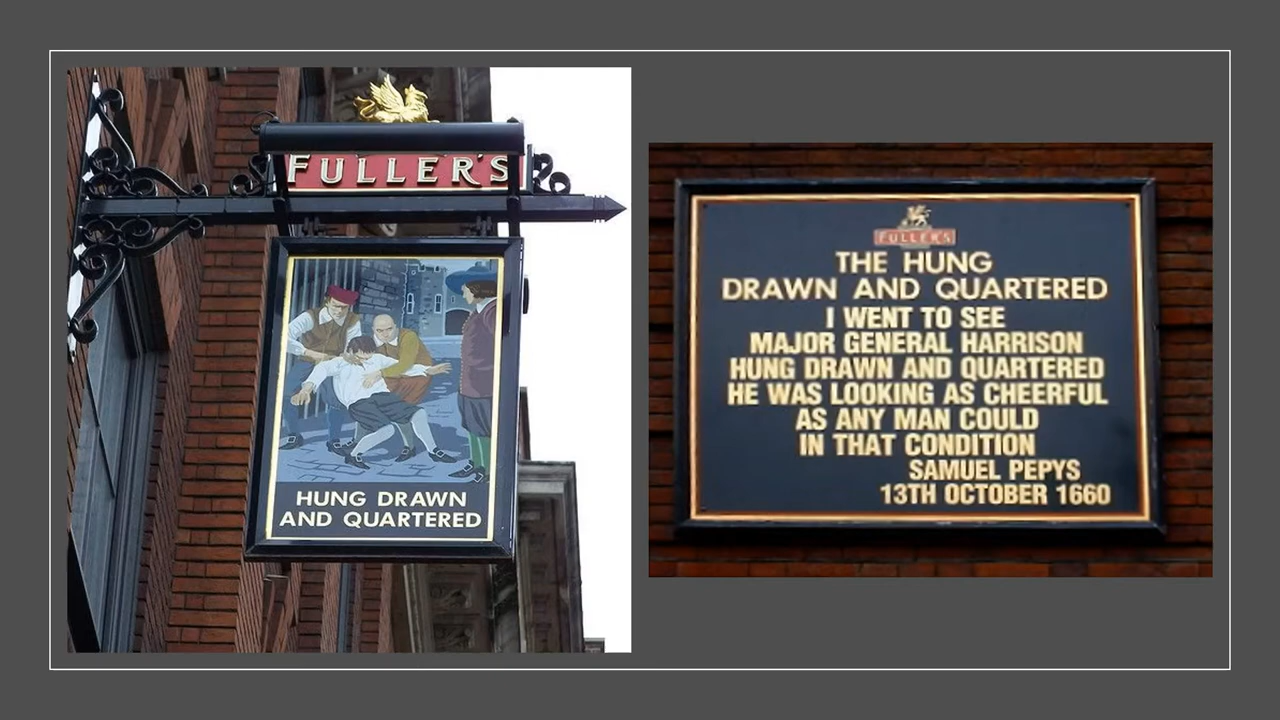 FULLER'S
HUNG DRAWN
AND QUARTERED
FULLER'S
THE HUNG
DRAWN AND QUARTERED
I WENT TO SEE
MAJOR GENERAL HARRISON
HUNG DRAWN AND QUARTERED
HE WAS LOOKING AS CHEERFUL
AS ANY MAN COULD
IN THAT CONDITION
SAMUEL PEPYS
13TH OCTOBER 1660